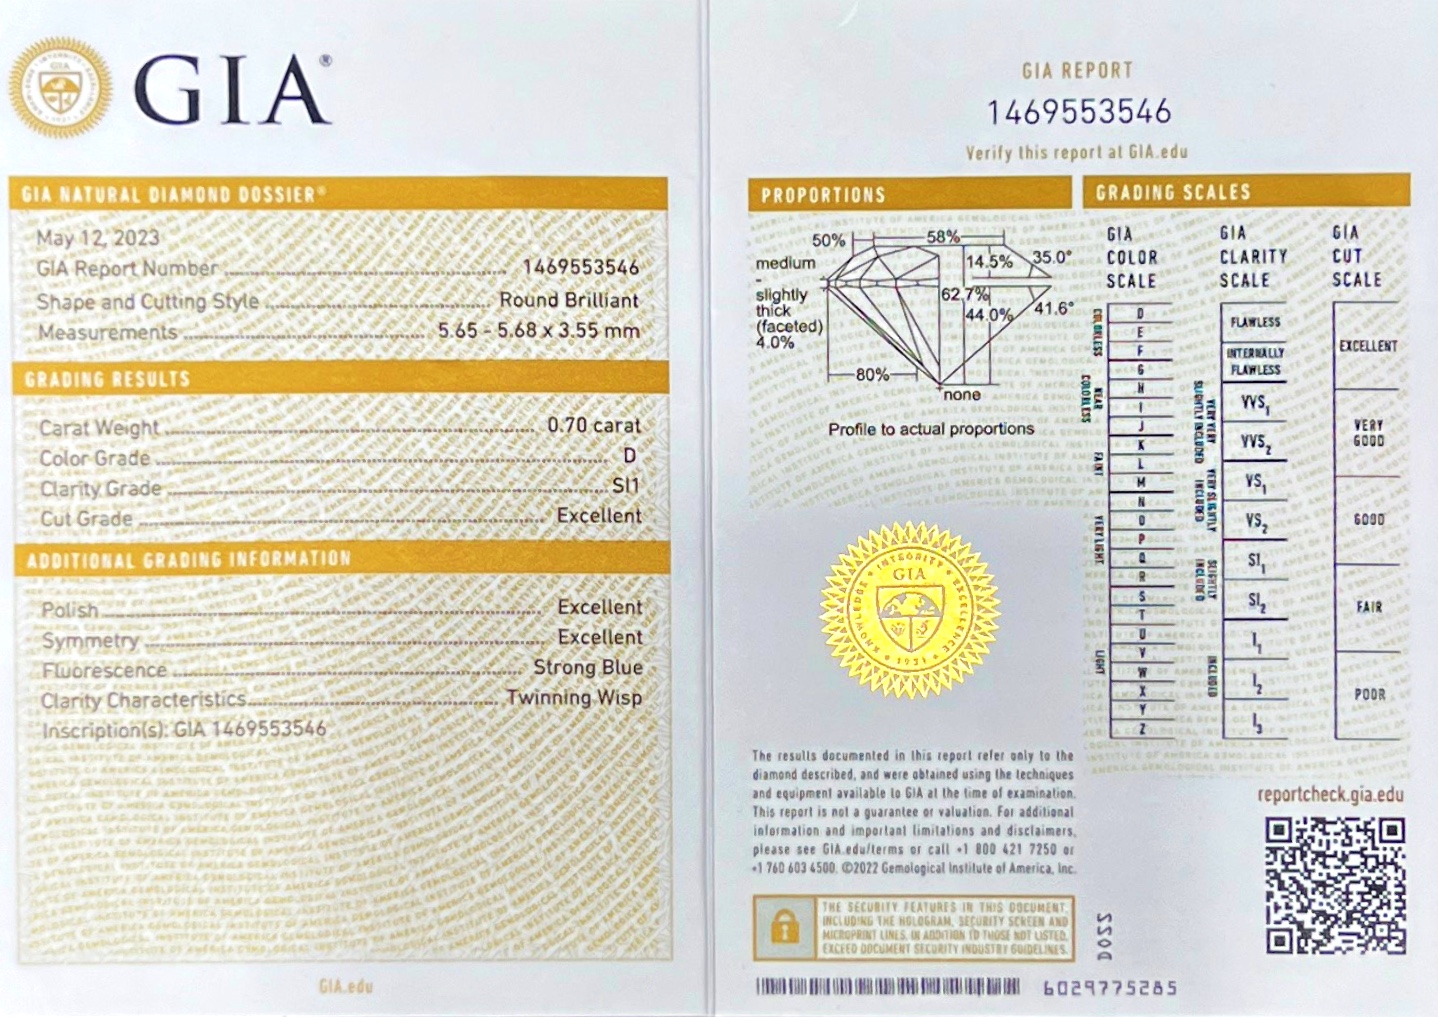 GIA®
GIA NATURAL DIAMOND DOSSIER®
May 12, 2023
GIA Report Number 1469553546
Shape and Cutting Style Round Brilliant
Measurements 5.65 - 5.68 x 3.55 mm
GRADING RESULTS
Carat Weight 0.70 carat
Color Grade D
Clarity Grade SI1
Cut Grade Excellent
ADDITIONAL GRADING INFORMATION
Polish Excellent
Symmetry Excellent
Fluorescence Strong Blue
Clarity Characteristics Twinning Wisp
Inscription(s): GIA 1469553546
GIA.edu
GIA REPORT
1469553546
Verify this report at GIA.edu
PROPORTIONS
50%
58%
medium
-
slightly
thick
(faceted)
4.0%
14.5%
35.0°
62.7%
44.0%
41.6°
80%
none
Profile to actual proportions
INTEGRITY
GIA
KNOWLEDGE
EXCELLENCE
1931
The results documented in this report refer only to the
diamond described, and were obtained using the techniques
and equipment available to GIA at the time of examination.
This report is not a guarantee or valuation. For additional
information and important limitations and disclaimers,
please see GIA.edu/terms or call +1 800 421 7250 or
+1 760 603 4500. ©2022 Gemological Institute of America, Inc.
THE SECURITY FEATURES IN THIS DOCUMENT,
INCLUDING THE HOLOGRAM, SECURITY SCREEN AND
MICROPRINT LINES, IN ADDITION TO THOSE NOT LISTED,
EXCEED DOCUMENT SECURITY INDUSTRY GUIDELINES.
DO22
6029775285
GRADING SCALES
GIA
COLOR
SCALE
COLORLESS
D
E
F
NEAR
COLORLESS
G
H
I
J
FAINT
K
L
M
VERY LIGHT
N
O
P
Q
R
LIGHT
S
T
U
V
W
X
Y
Z
GIA
CLARITY
SCALE
FLAWLESS
INTERNALLY
FLAWLESS
VERY VERY
SLIGHTLY INCLUDED
VVS1
VVS2
VERY SLIGHTLY
INCLUDED
VS1
VS2
SLIGHTLY
INCLUDED
SI1
SI2
INCLUDED
I1
I2
I3
GIA
CUT
SCALE
EXCELLENT
VERY
GOOD
GOOD
FAIR
POOR
reportcheck.gia.edu